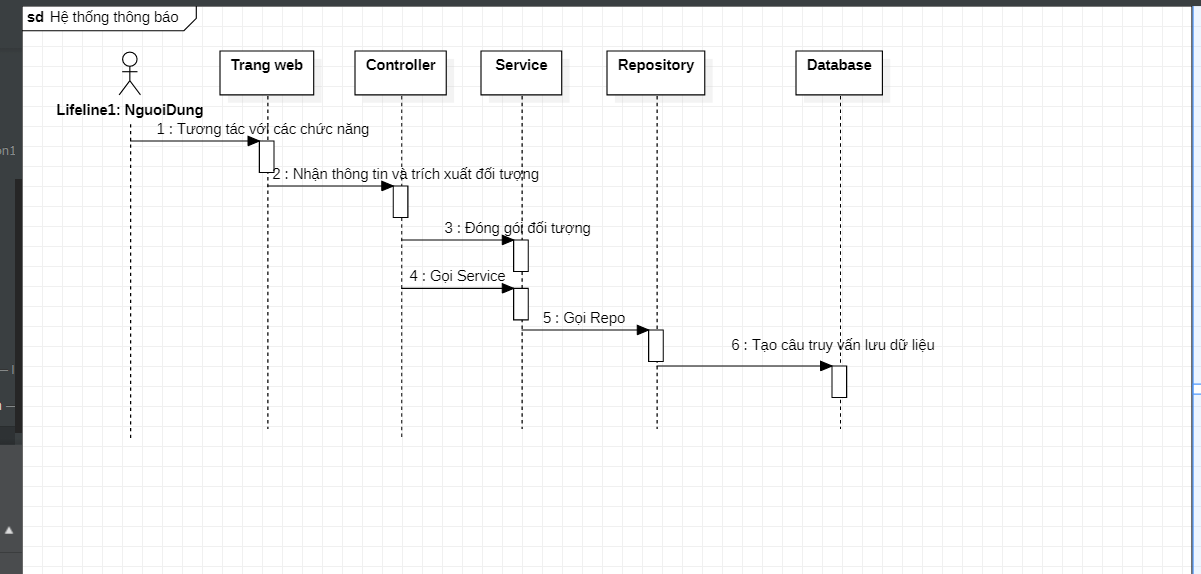 sd Hệ thống thông báo
Trang web
Controller
Service
Repository
Database
Lifeline1: NguoiDung
1 : Tương tác với các chức năng
2 : Nhận thông tin và trích xuất đối tượng
3 : Đóng gói đối tượng
4 : Gọi Service
5 : Gọi Repo
6 : Tạo câu truy vấn lưu dữ liệu